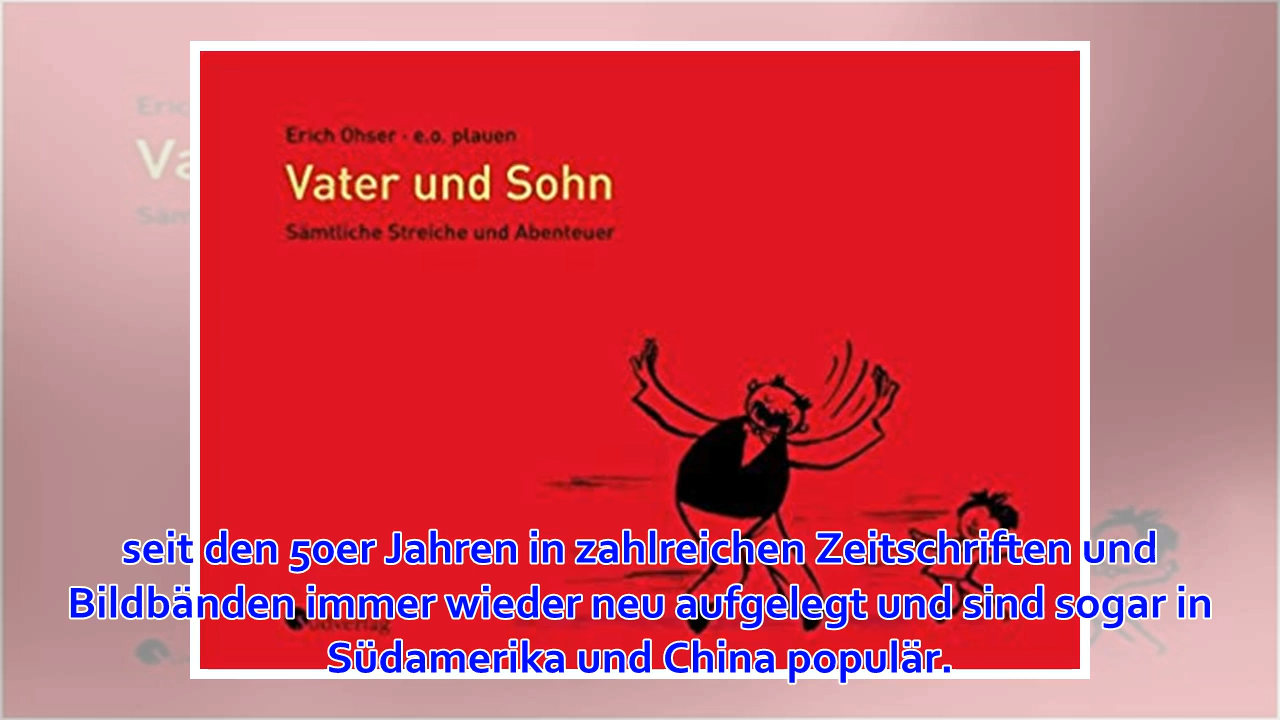 Erich Ohser · e.o. plauen
Vater und Sohn
Sämtliche Streiche und Abenteuer
seit den 50er Jahren in zahlreichen Zeitschriften und
Bildbänden immer wieder neu aufgelegt und sind sogar in
Südamerika und China populär.